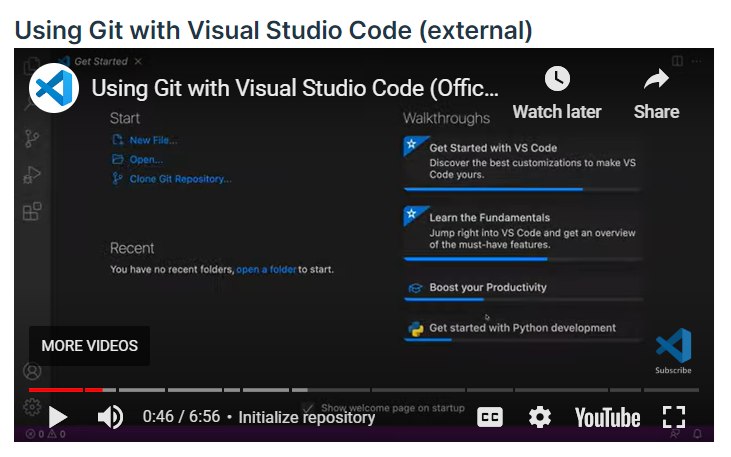 Using Git with Visual Studio Code (external)
Get Started
Using Git with Visual Studio Code (Offic...
Watch later
Share
Start
New File...
Open...
Clone Git Repository...
Recent
You have no recent folders, open a folder to start.
Walkthroughs
Get Started with VS Code
Discover the best customizations to make VS
Code yours.
Learn the Fundamentals
Jump right into VS Code and get an overview
of the must-have features.
Boost your Productivity
Get started with Python development
MORE VIDEOS
Subscribe
Show welcome page on startup
0:46 / 6:56 • Initialize repository
CC
YouTube
0 0